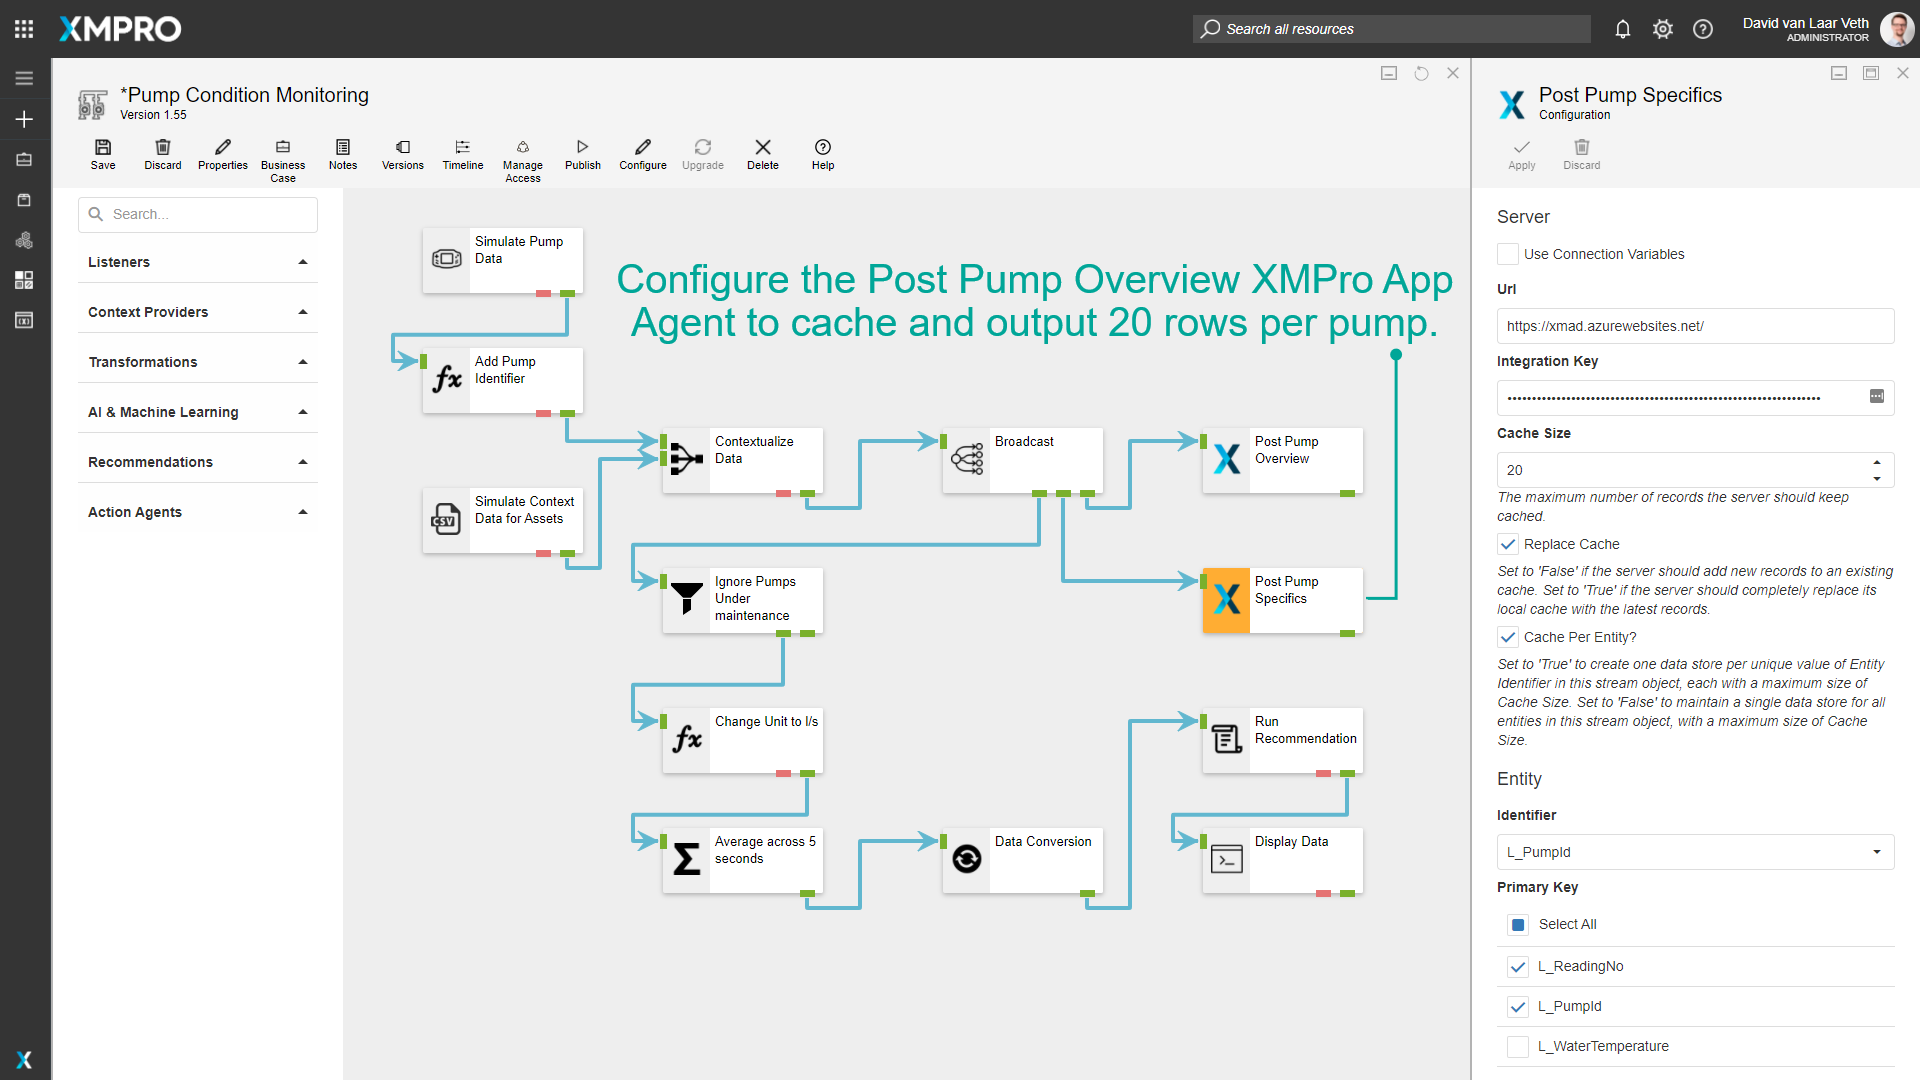 XMPRO
Search all resources
David van Laar Veth
ADMINISTRATOR
*Pump Condition Monitoring
Version 1.55
Save
Discard
Properties
Business
Case
Notes
Versions
Timeline
Manage
Access
Publish
Configure
Upgrade
Delete
Help
Search...
Listeners
Context Providers
Transformations
AI & Machine Learning
Recommendations
Action Agents
Configure the Post Pump Overview XMPro App
Agent to cache and output 20 rows per pump.
Simulate Pump
Data
fx
Add Pump
Identifier
Contextualize
Data
Broadcast
Post Pump
Overview
CSV
Simulate Context
Data for Assets
Ignore Pumps
Under
maintenance
Post Pump
Specifics
fx
Change Unit to l/s
Run
Recommendation
Σ
Average across 5
seconds
Data Conversion
Display Data
Post Pump Specifics
Configuration
Apply
Discard
Server
Use Connection Variables
Url
https://xmad.azurewebsites.net/
Integration Key
Cache Size
20
The maximum number of records the server should keep
cached.
Replace Cache
Set to 'False' if the server should add new records to an existing
cache. Set to 'True' if the server should completely replace its
local cache with the latest records.
Cache Per Entity?
Set to 'True' to create one data store per unique value of Entity
Identifier in this stream object, each with a maximum size of
Cache Size. Set to 'False' to maintain a single data store for all
entities in this stream object, with a maximum size of Cache
Size.
Entity
Identifier
L_PumpId
Primary Key
Select All
L_ReadingNo
L_PumpId
L_WaterTemperature